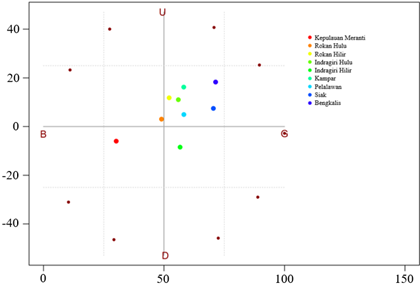 40
20
0
-20
-40
U
B
G
D
0
50
100
150
Kepulauan Meranti
Rokan Hulu
Rokan Hilir
Indragiri Hulu
Indragiri Hilir
Kampar
Pelalawan
Siak
Bengkalis